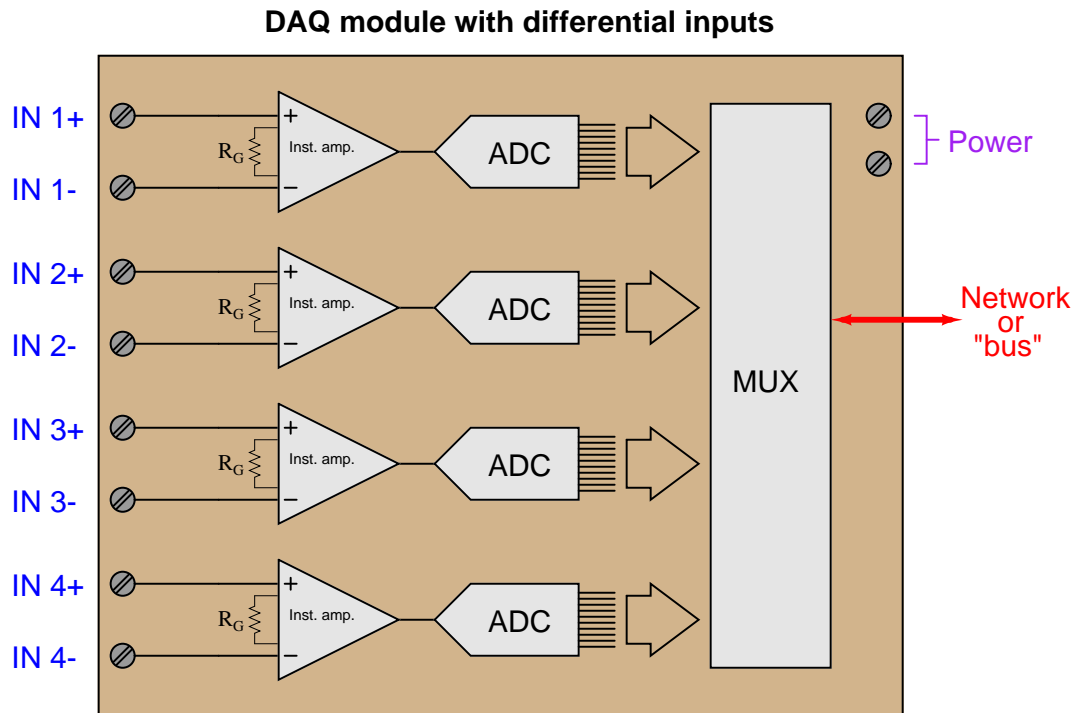 DAQ module with differential inputs
IN 1+
+
RG
Inst. amp.
ADC
IN 1-
−
Power
IN 2+
+
RG
Inst. amp.
ADC
IN 2-
−
Network
or
"bus"
MUX
IN 3+
+
RG
Inst. amp.
ADC
IN 3-
−
IN 4+
+
RG
Inst. amp.
ADC
IN 4-
−